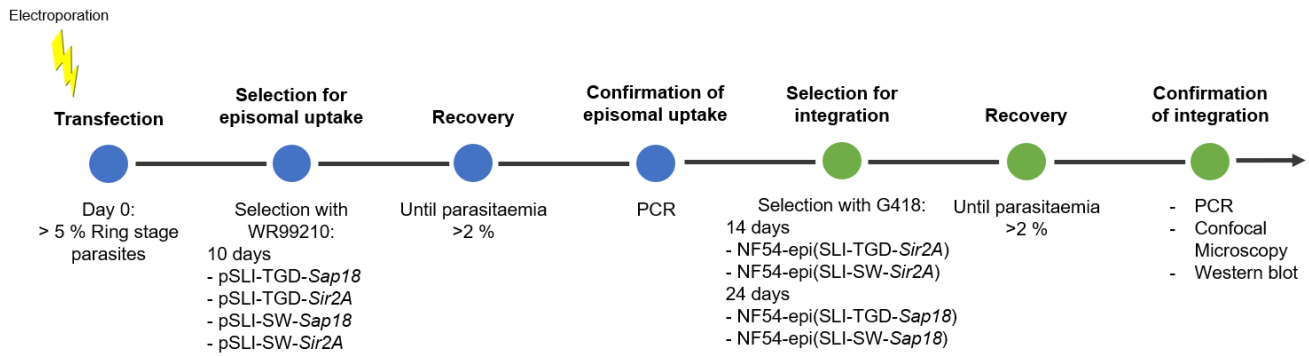 Electroporation
Transfection
Day 0:
> 5 % Ring stage
parasites
Selection for
episomal uptake
Selection with
WR99210:
10 days
- pSLI-TGD-Sap18
- pSLI-TGD-Sir2A
- pSLI-SW-Sap18
- pSLI-SW-Sir2A
Recovery
Until parasitaemia
>2 %
Confirmation of
episomal uptake
PCR
Selection for
integration
Selection with G418:
14 days
- NF54-epi(SLI-TGD-Sir2A)
- NF54-epi(SLI-SW-Sir2A)
24 days
- NF54-epi(SLI-TGD-Sap18)
- NF54-epi(SLI-SW-Sap18)
Recovery
Until parasitaemia
>2 %
Confirmation
of integration
- PCR
- Confocal
Microscopy
- Western blot